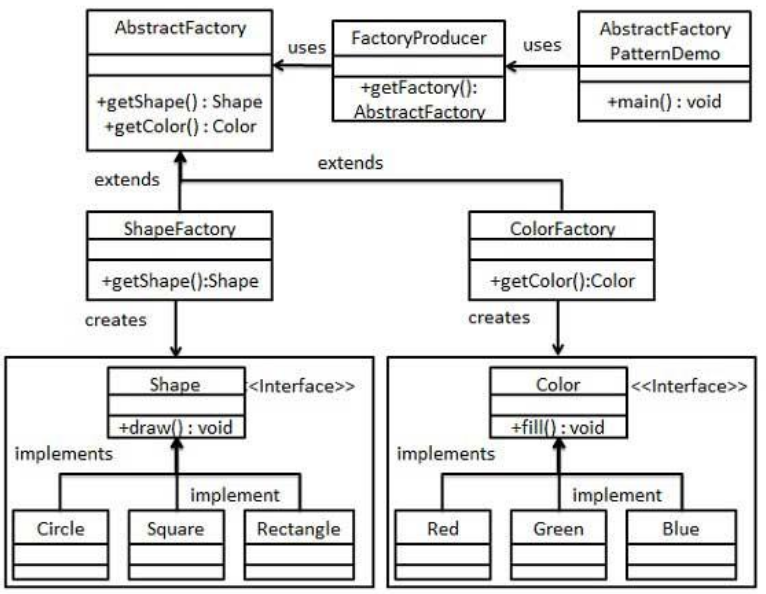 AbstractFactory
+getShape() : Shape
+getColor() : Color
uses
FactoryProducer
+getFactory():
AbstractFactory
uses
AbstractFactory
PatternDemo
+main() : void
extends
extends
ShapeFactory
+getShape():Shape
ColorFactory
+getColor():Color
creates
creates
Shape
<<Interface>>
+draw() : void
implements
implement
Circle
Square
Rectangle
Color
<<Interface>>
+fill() : void
implements
implement
Red
Green
Blue